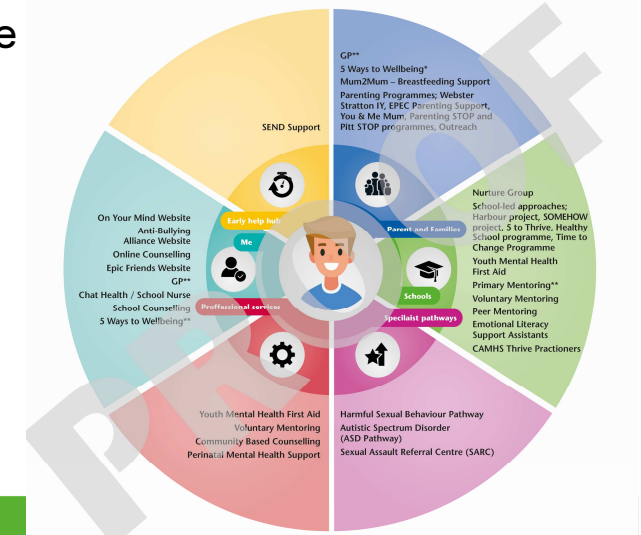 e
GP**
5 Ways to Wellbeing*
Mum2Mum – Breastfeeding Support
Parenting Programmes; Webster
Stratton IY, EPEC Parenting Support,
You & Me Mum, Parenting STOP and
Pitt STOP programmes, Outreach
SEND Support
Early help hub
Parent and Families
Nurture Group
School-led approaches;
Harbour project, SOMEHOW
project, 5 to Thrive, Healthy
School programme, Time to
Change Programme
Youth Mental Health
First Aid
Primary Mentoring**
Voluntary Mentoring
Peer Mentoring
Emotional Literacy
Support Assistants
CAMHS Thrive Practioners
Schools
On Your Mind Website
Anti-Bullying
Alliance Website
Online Counselling
Epic Friends Website
GP**
Chat Health / School Nurse
School Counselling
5 Ways to Wellbeing**
Me
Proffessional services
Specilaist pathways
Youth Mental Health First Aid
Voluntary Mentoring
Community Based Counselling
Perinatal Mental Health Support
Harmful Sexual Behaviour Pathway
Autistic Spectrum Disorder
(ASD Pathway)
Sexual Assault Referral Centre (SARC)
PROOF